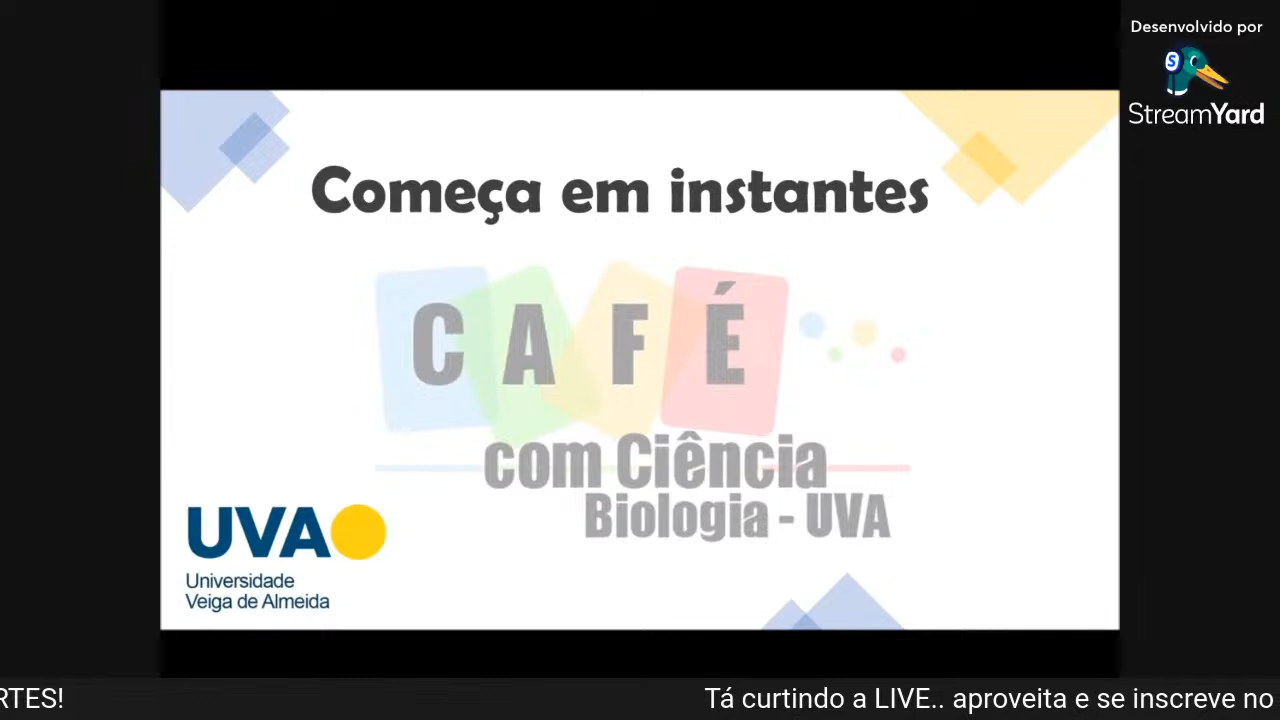 Desenvolvido por
StreamYard
Começa em instantes
CAFÉ
com Ciência
Biologia - UVA
UVA
Universidade
Veiga de Almeida
RTES!
Tá curtindo a LIVE.. aproveita e se inscreve no